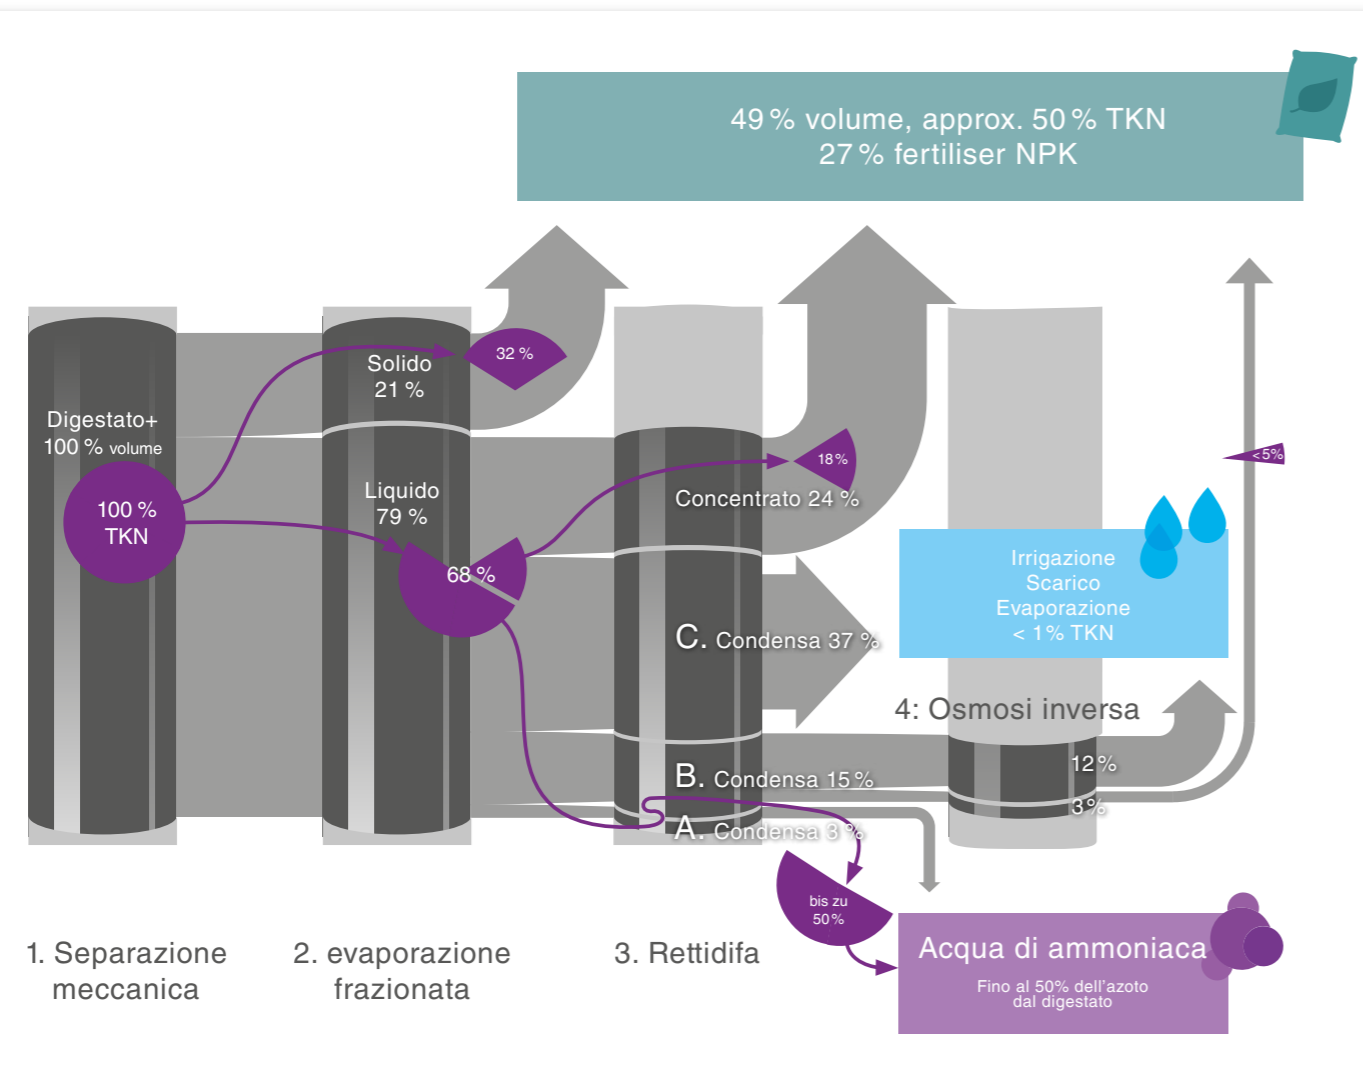 49 % volume, approx. 50 % TKN
27 % fertiliser NPK
Digestato+
100 % volume
100 %
TKN
Solido
21 %
32 %
Liquido
79 %
68 %
18 %
Concentrato 24 %
C. Condensa 37 %
B. Condensa 15 %
A. Condensa 3 %
<5%
Irrigazione
Scarico
Evaporazione
< 1% TKN
4: Osmosi inversa
12 %
3 %
bis zu
50 %
Acqua di ammoniaca
Fino al 50% dell'azoto
dal digestato
1. Separazione
meccanica
2. evaporazione
frazionata
3. Rettidifa